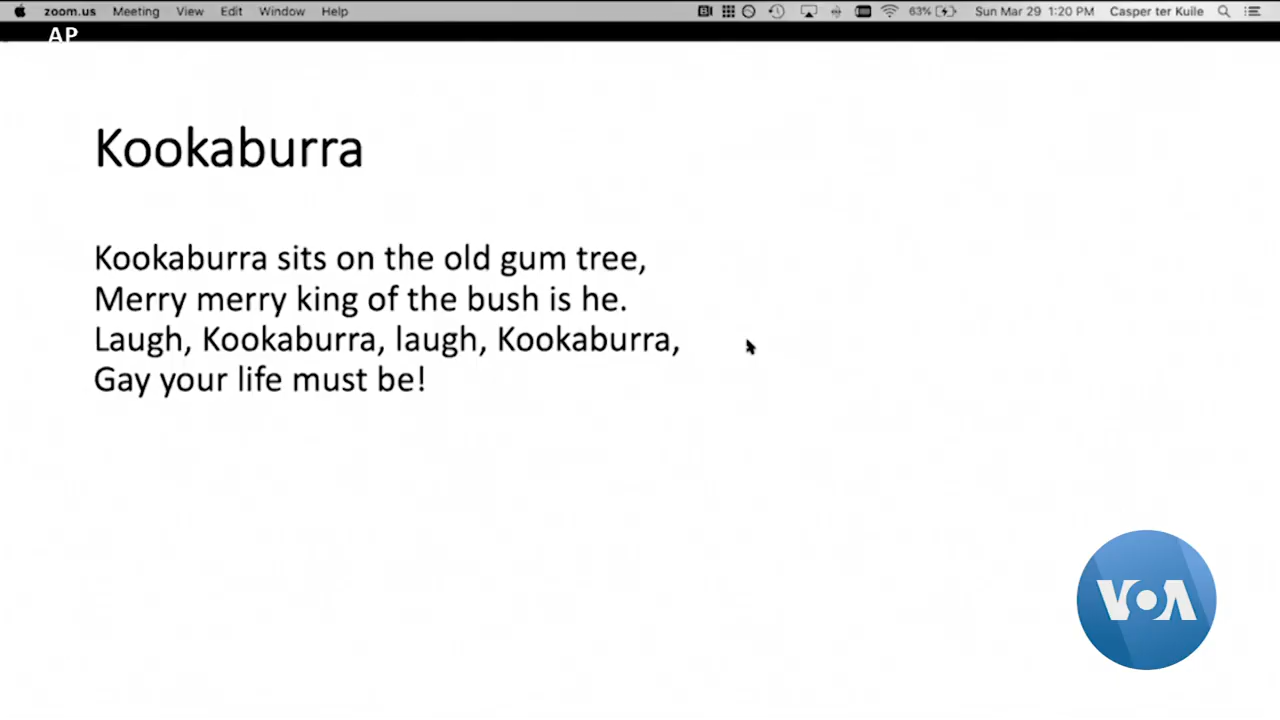 zoom.us Meeting View Edit Window Help 63% Sun Mar 29 1:20 PM Casper ter Kuile
AP
Kookaburra
Kookaburra sits on the old gum tree,
Merry merry king of the bush is he.
Laugh, Kookaburra, laugh, Kookaburra,
Gay your life must be!
VOA